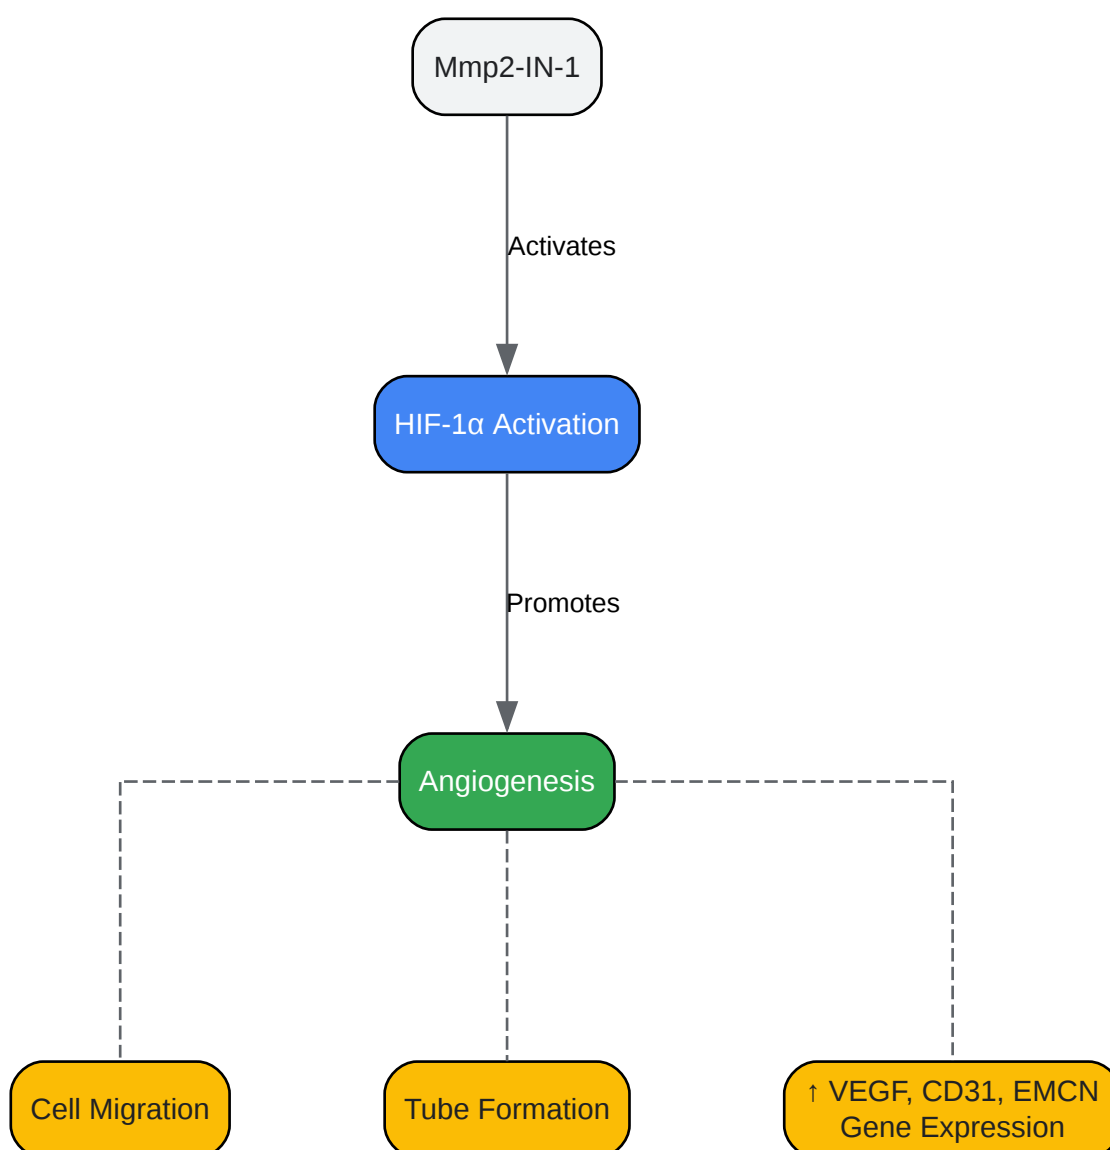 Mmp2-IN-1
Activates
HIF-1α Activation
Promotes
Angiogenesis
Cell Migration
Tube Formation
↑ VEGF, CD31, EMCN
Gene Expression